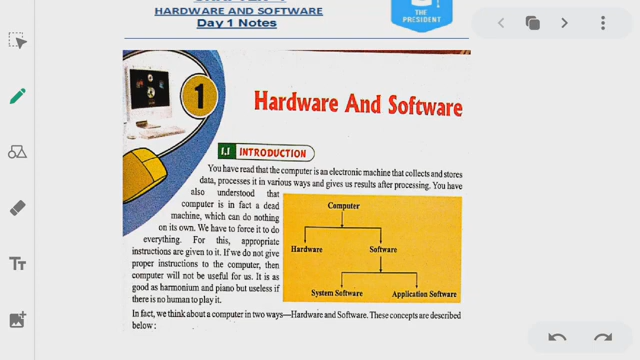 HARDWARE AND SOFTWARE
Day 1 Notes
THE
PRESIDENT
1
Hardware And Software
1.1 INTRODUCTION
You have read that the computer is an electronic machine that collects and stores
data, processes it in various ways and gives us results after processing. You have
also understood that
computer is in fact a dead
machine, which can do nothing
on its own. We have to force it to do
everything. For this, appropriate
instructions are given to it. If we do not give
proper instructions to the computer, then
computer will not be useful for us. It is as
good as harmonium and piano but useless if
there is no human to play it.
Computer
Hardware
Software
System Software
Application Software
In fact, we think about a computer in two ways—Hardware and Software. These concepts are described
below :